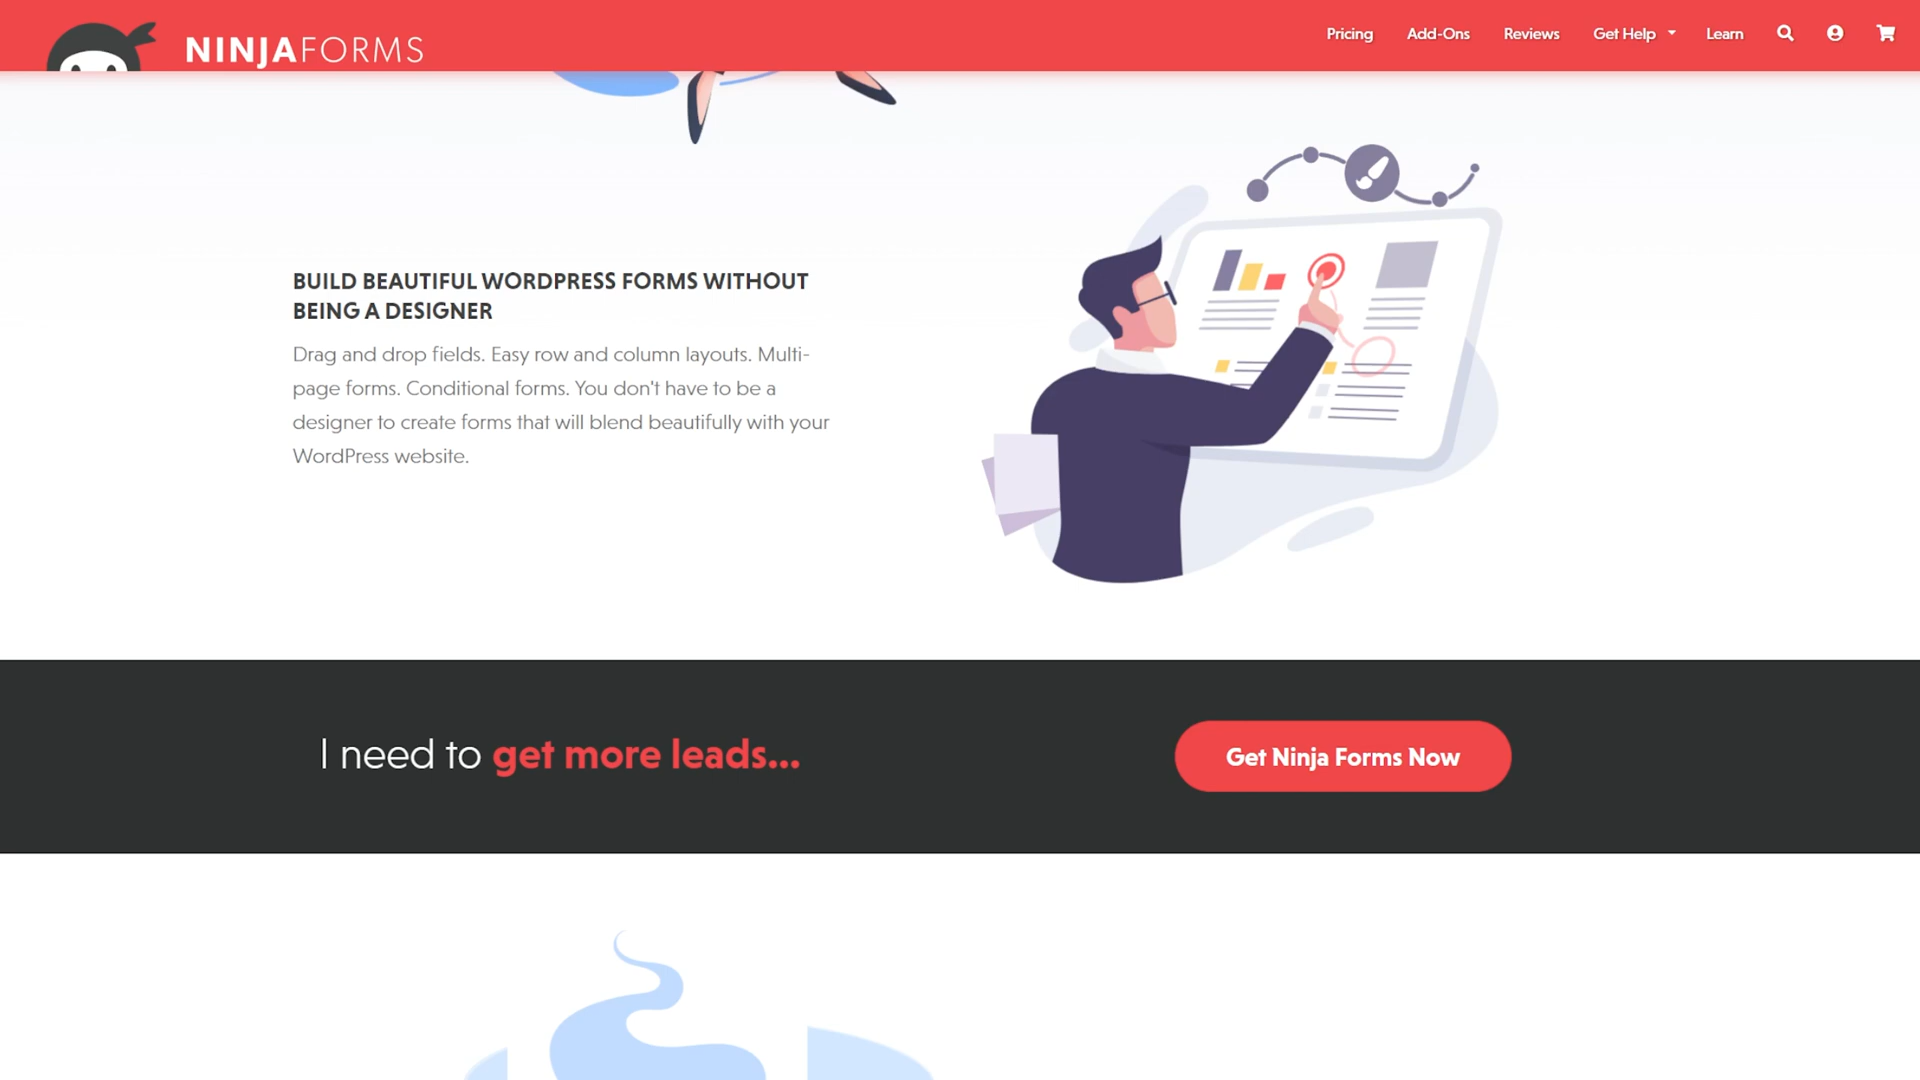 NINJAFORMS
Pricing
Add-Ons
Reviews
Get Help
Learn
BUILD BEAUTIFUL WORDPRESS FORMS WITHOUT
BEING A DESIGNER
Drag and drop fields. Easy row and column layouts. Multi-
page forms. Conditional forms. You don't have to be a
designer to create forms that will blend beautifully with your
WordPress website.
I need to get more leads...
Get Ninja Forms Now